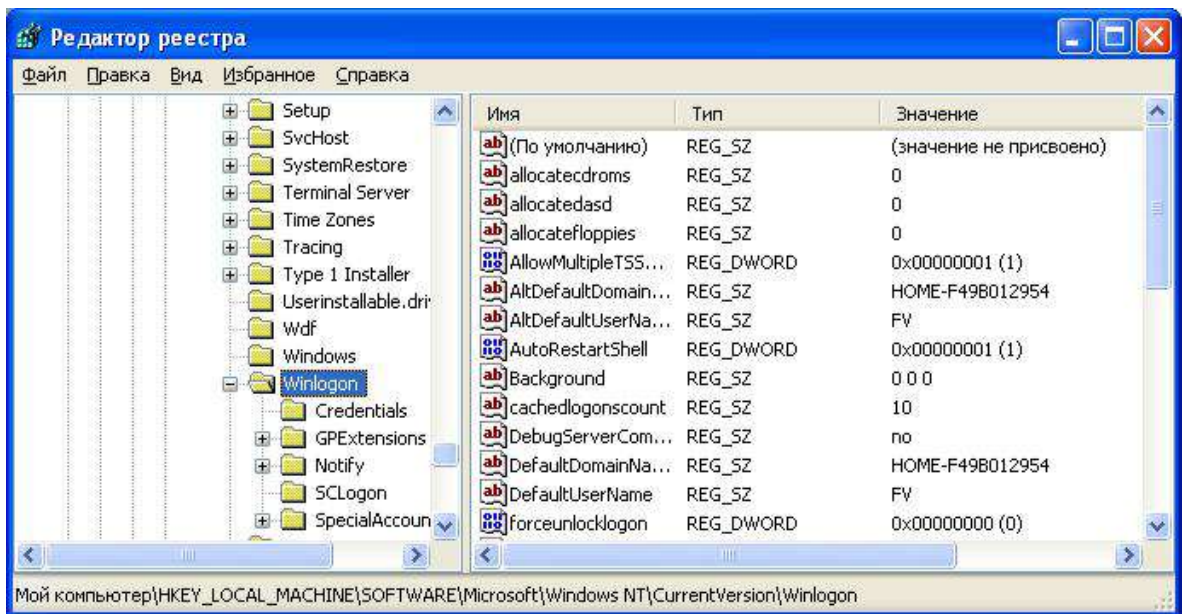 Редактор реестра
Файл Правка Вид Избранное Справка
Setup
SvcHost
SystemRestore
Terminal Server
Time Zones
Tracing
Type 1 Installer
Userinstallable.dri
Wdf
Windows
Winlogon
Credentials
GPExtensions
Notify
SCLogon
SpecialAccoun
Имя Тип Значение
(По умолчанию) REG_SZ (значение не присвоено)
allocatecdroms REG_SZ 0
allocatedasd REG_SZ 0
allocatefloppies REG_SZ 0
AllowMultipleTSS... REG_DWORD 0x00000001 (1)
AltDefaultDomain... REG_SZ HOME-F49B012954
AltDefaultUserNa... REG_SZ FV
AutoRestartShell REG_DWORD 0x00000001 (1)
Background REG_SZ 0 0 0
cachedlogonscount REG_SZ 10
DebugServerCom... REG_SZ no
DefaultDomainNa... REG_SZ HOME-F49B012954
DefaultUserName REG_SZ FV
forceunlocklogon REG_DWORD 0x00000000 (0)
Мой компьютер\HKEY_LOCAL_MACHINE\SOFTWARE\Microsoft\Windows NT\CurrentVersion\Winlogon